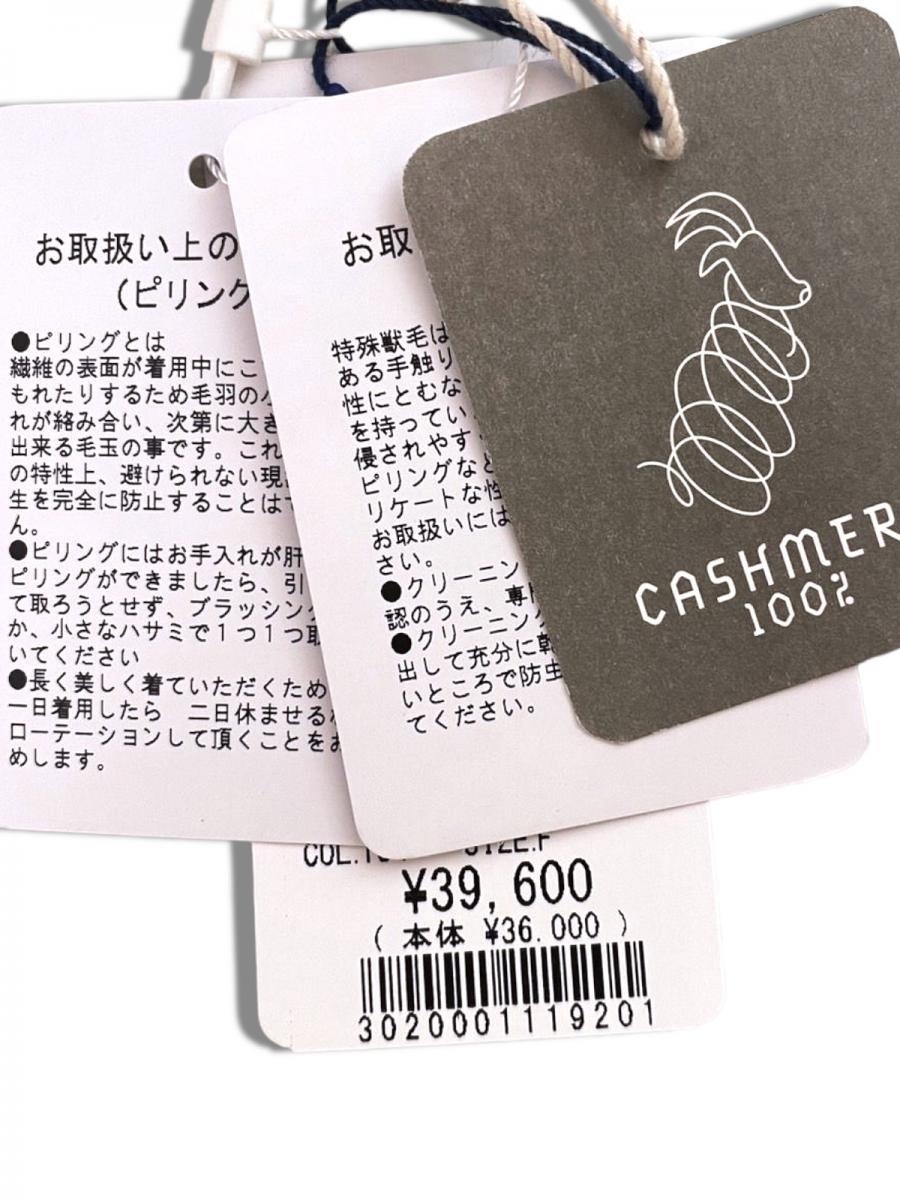 お取扱い上の
（ピリング
●ピリングとは
繊維の表面が着用中にこ
もれたりするため毛羽の
れが絡み合い、次第に大き
出来る毛玉の事です。これ
の特性上、避けられない現
生を完全に防止することは
ん。
●ピリングにはお手入れが肝
ピリングができましたら、引
て取ろうとせず、ブラッシング
か、小さなハサミで１つ１つ取
いてください
●長く美しく着ていただくため
一日着用したら　二日休ませる
ローテーションして頂くことをお
めします。
お取
特殊獣毛は
ある手触り
性にとむな
を持ってい
優されやす
ピリングなど
リケートな性
お取扱いには
さい。
●クリーニン
認のうえ、専
●クリーニング
出して充分に乾
いところで防虫
てください。
CASHMER
100%
COL. SIZE.F
¥39,600
( 本体 ¥36.000 )
3020001119201